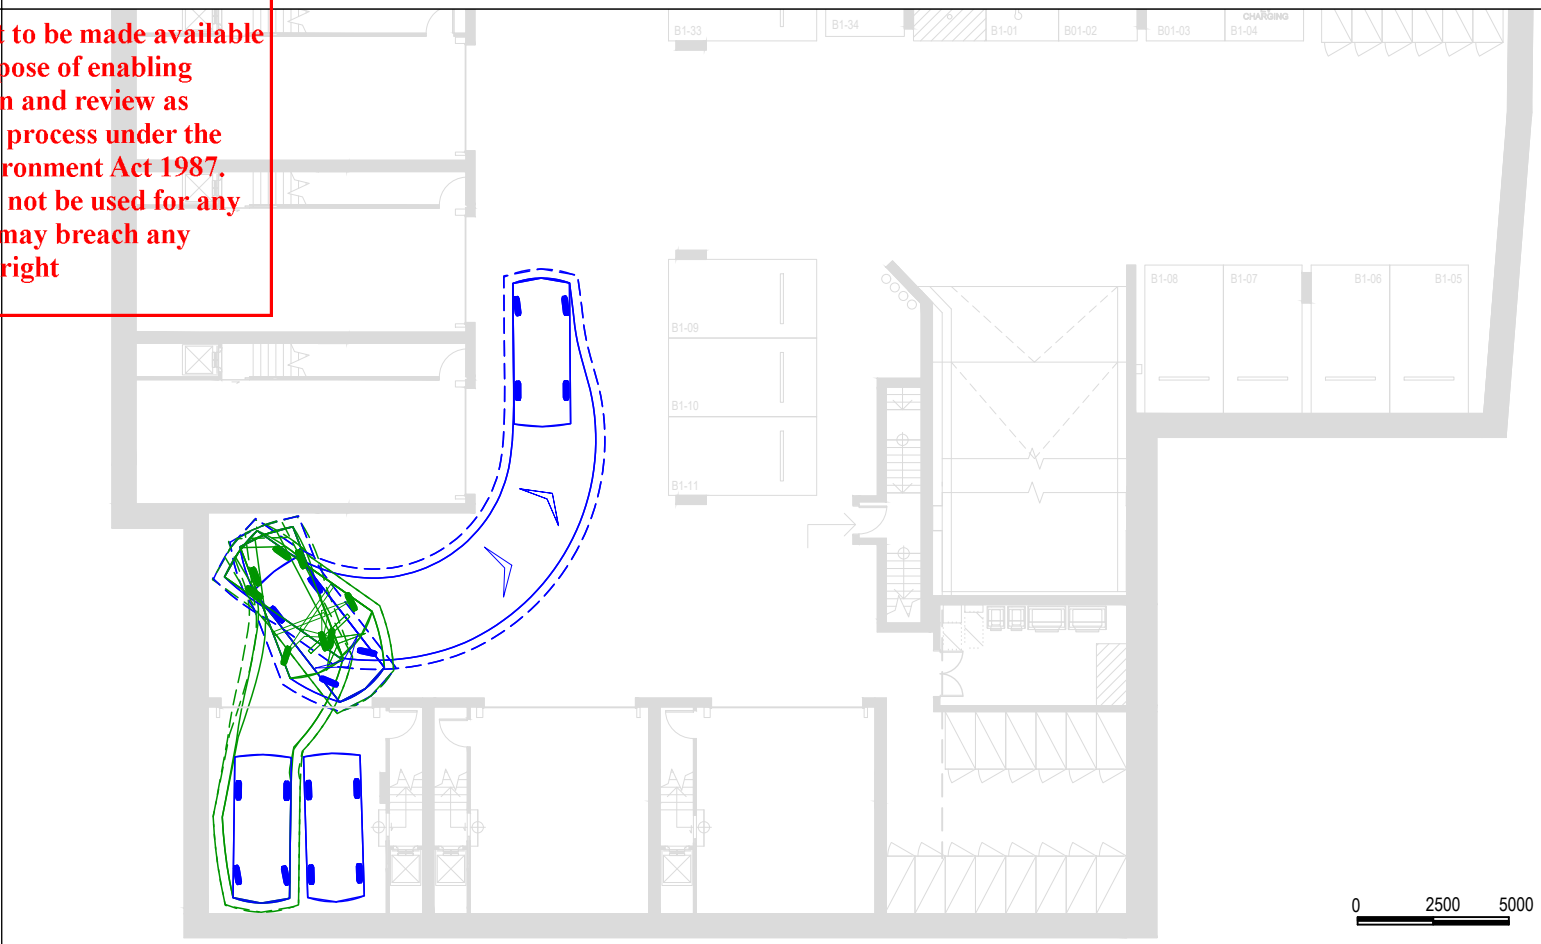 t to be made available
pose of enabling
n and review as
process under the
ronment Act 1987.
not be used for any
may breach any
right
B1-33
B1-34
B1-01
B01-02
B01-03
CHARGING
B1-04
B1-09
B1-10
B1-11
B1-08
B1-07
B1-06
B1-05
0 2500 5000